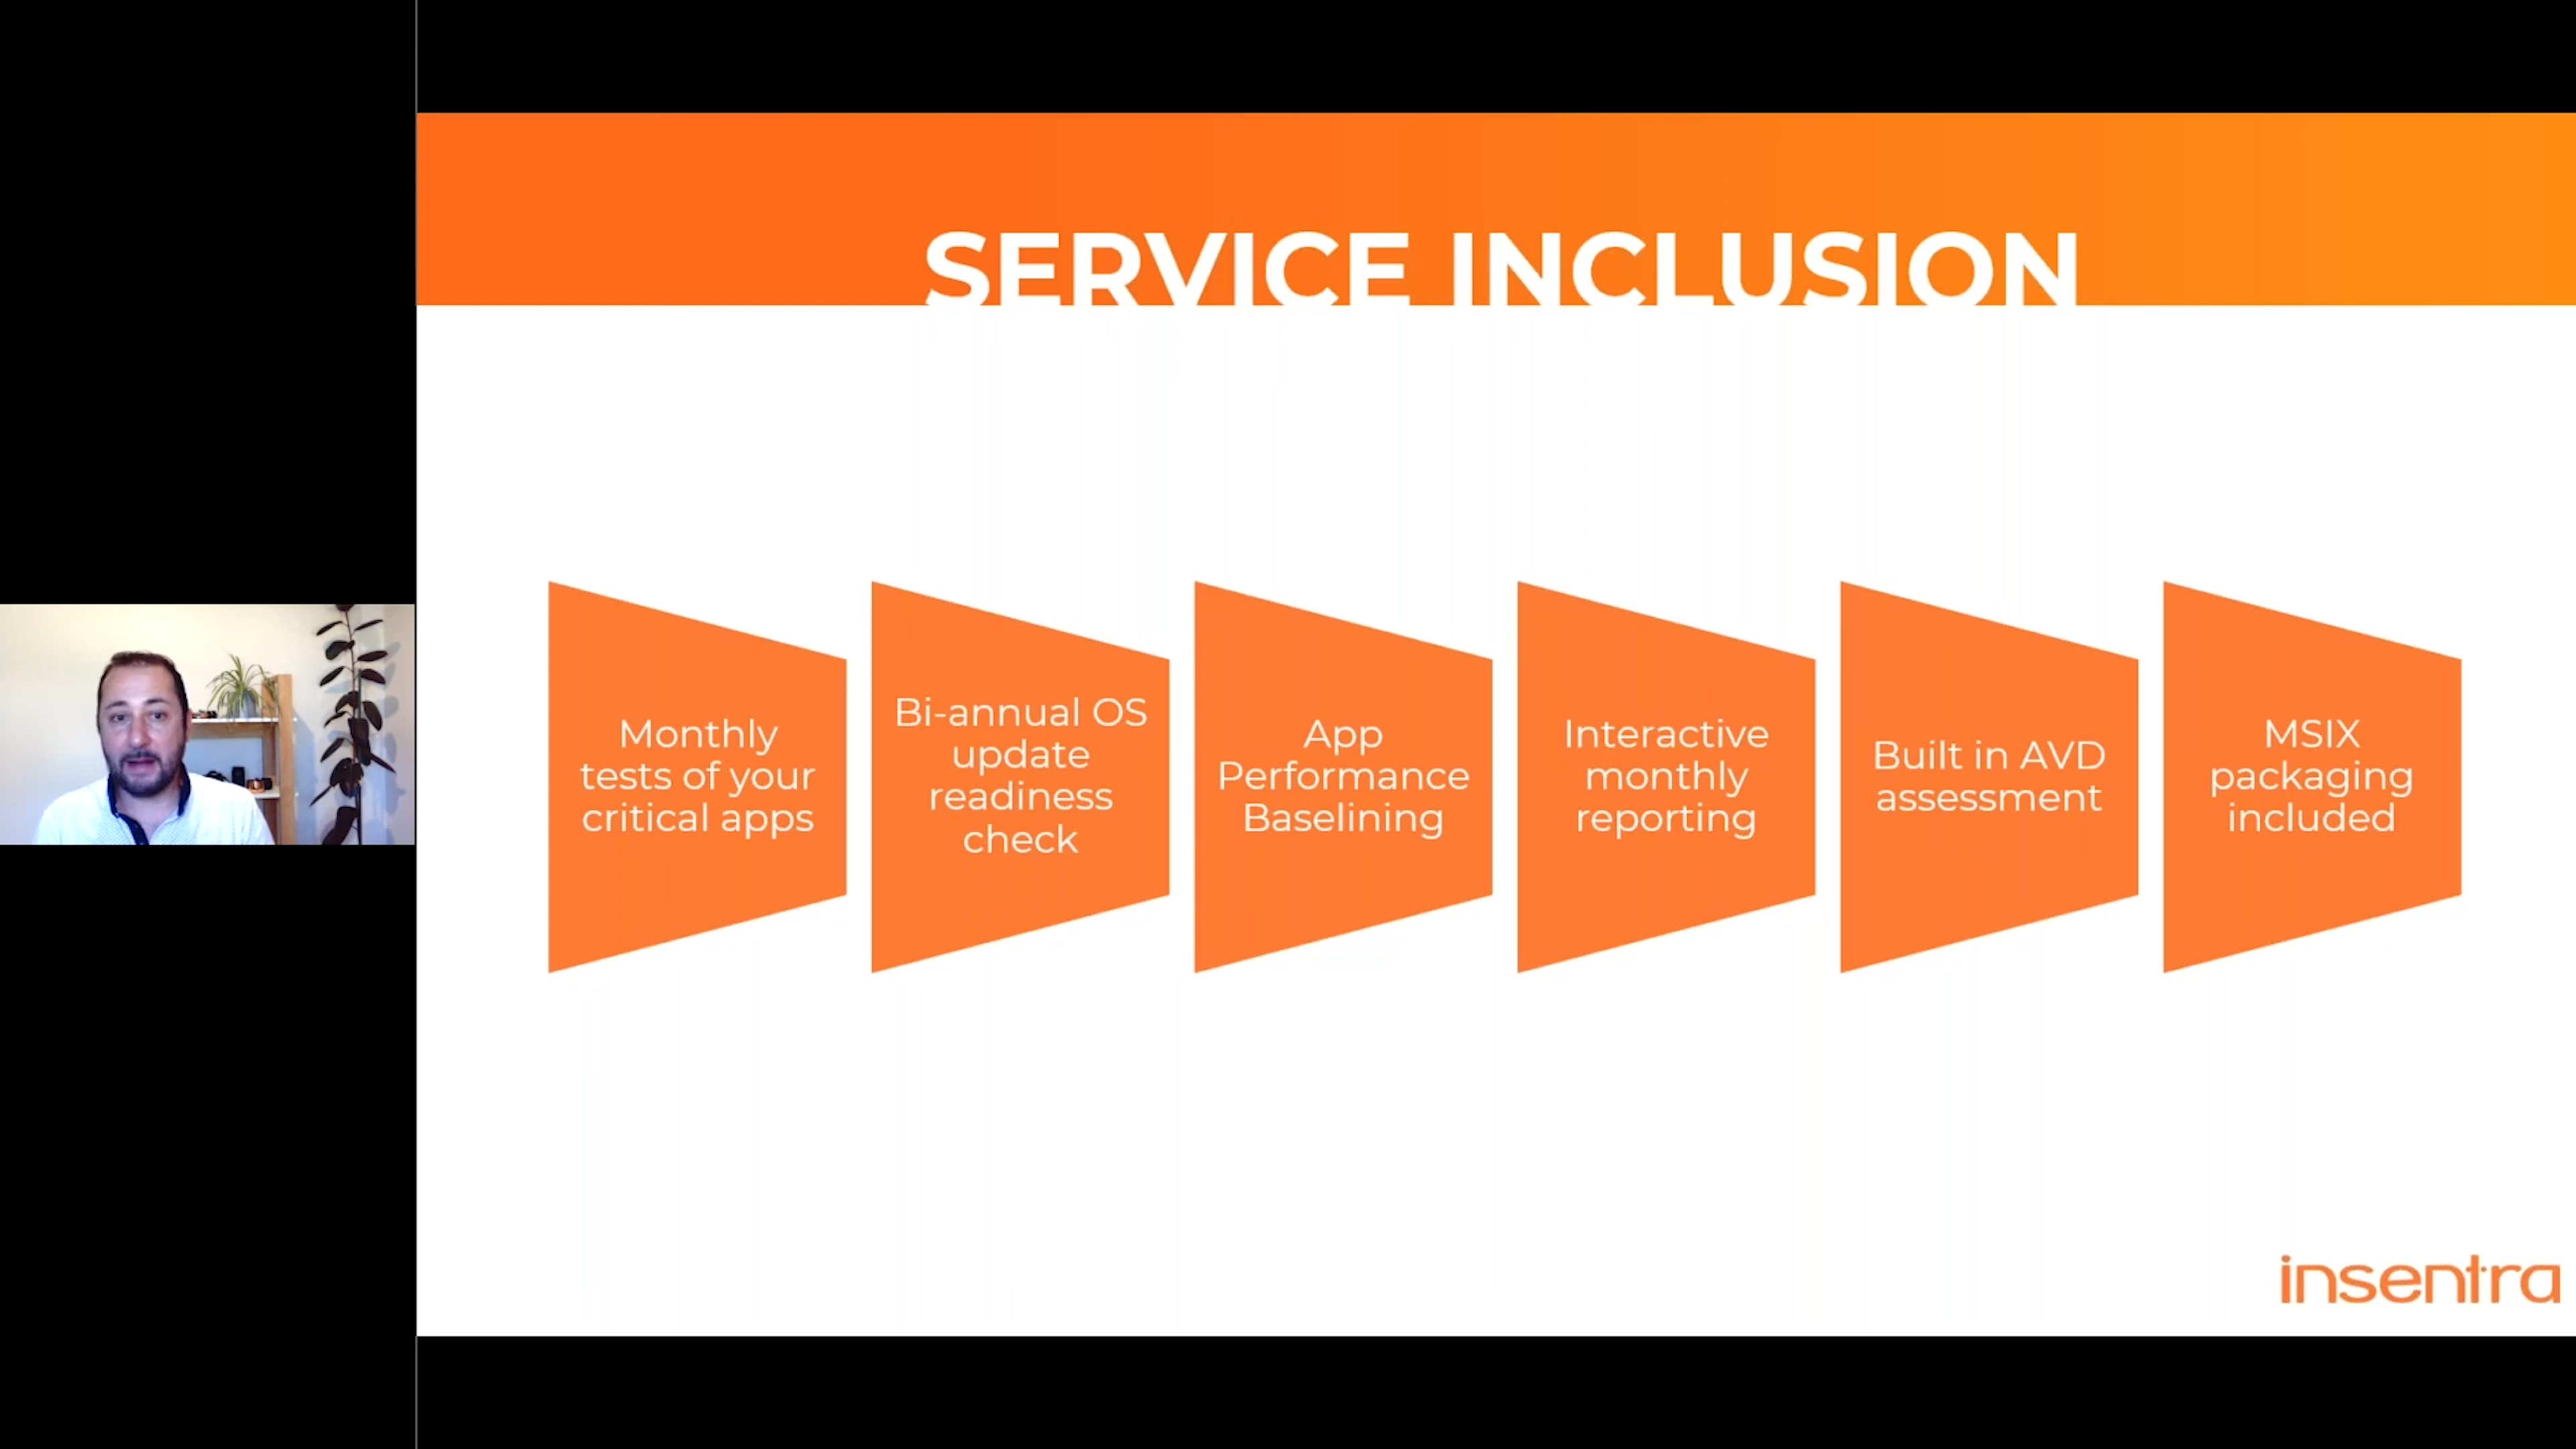 SERVICE INCLUSION
Monthly
tests of your
critical apps
Bi-annual OS
update
readiness
check
App
Performance
Baselining
Interactive
monthly
reporting
Built in AVD
assessment
MSIX
packaging
included
insentra